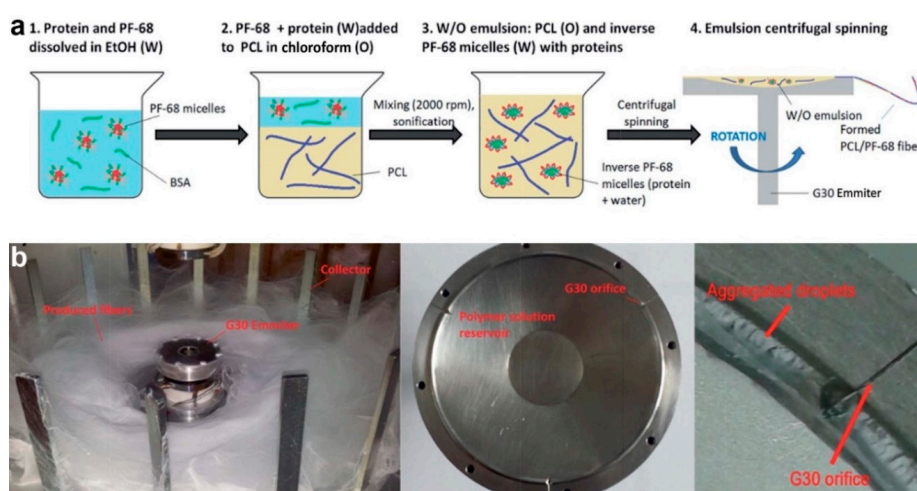 a
1. Protein and PF-68
dissolved in EtOH (W)
2. PF-68 + protein (W)added
to PCL in chloroform (O)
3. W/O emulsion: PCL (O) and inverse
PF-68 micelles (W) with proteins
4. Emulsion centrifugal spinning
PF-68 micelles
BSA
PCL
Mixing (2000 rpm),
sonification
Inverse PF-68
micelles (protein
+ water)
Centrifugal
spinning
ROTATION
W/O emulsion
Formed
PCL/PF-68 fibe
G30 Emmiter
b
Collector
Produced fibers
G30 Emmiter
G30 orifice
Polymer solution
reservoir
Aggregated droplets
G30 orifice